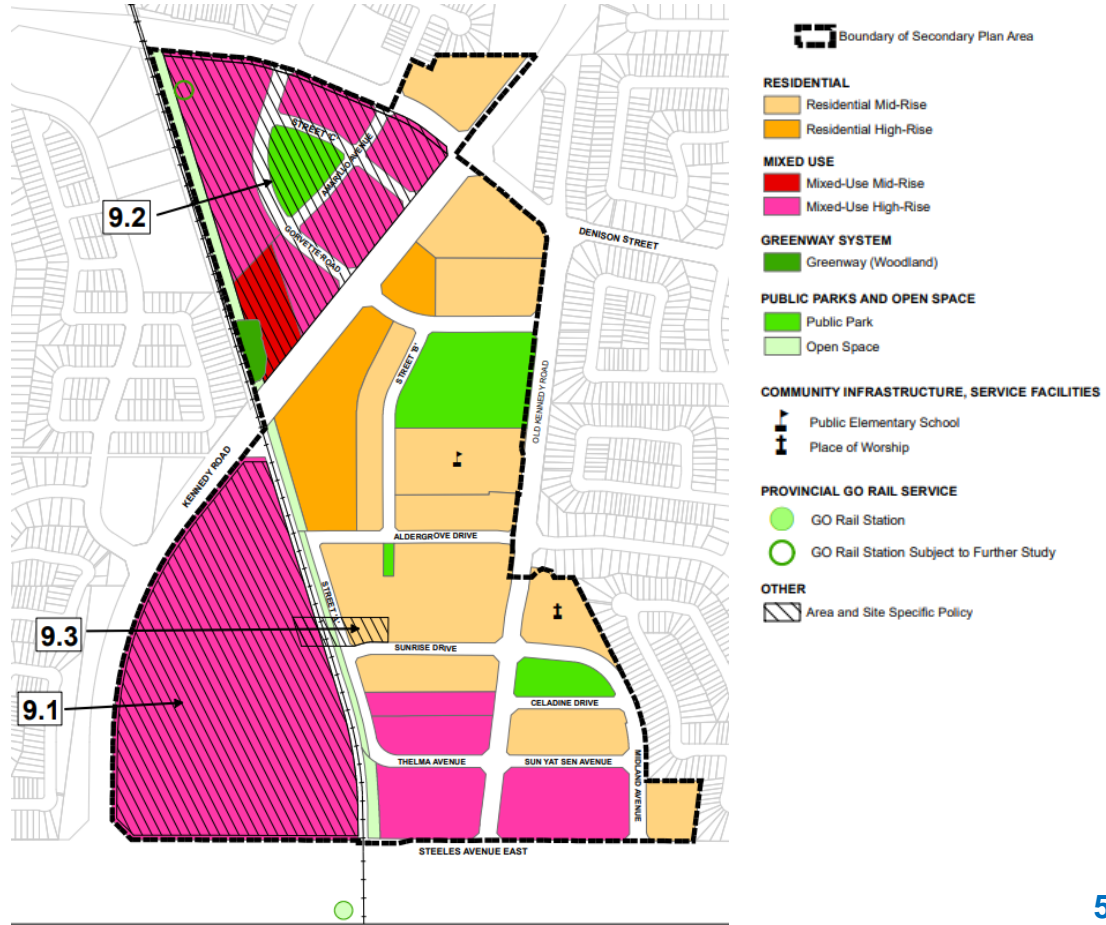 STREET 'C'
AMARILLO AVENUE
9.2
GORVETTE ROAD
DENISON STREET
STREET 'B'
OLD KENNEDY ROAD
KENNEDY ROAD
ALDERGROVE DRIVE
STREET 'A'
9.3
SUNRISE DRIVE
9.1
CELADINE DRIVE
THELMA AVENUE
SUN YAT SEN AVENUE
MIDLAND AVENUE
STEELES AVENUE EAST
Boundary of Secondary Plan Area
RESIDENTIAL
Residential Mid-Rise
Residential High-Rise
MIXED USE
Mixed-Use Mid-Rise
Mixed-Use High-Rise
GREENWAY SYSTEM
Greenway (Woodland)
PUBLIC PARKS AND OPEN SPACE
Public Park
Open Space
COMMUNITY INFRASTRUCTURE, SERVICE FACILITIES
Public Elementary School
Place of Worship
PROVINCIAL GO RAIL SERVICE
GO Rail Station
GO Rail Station Subject to Further Study
OTHER
Area and Site Specific Policy
5